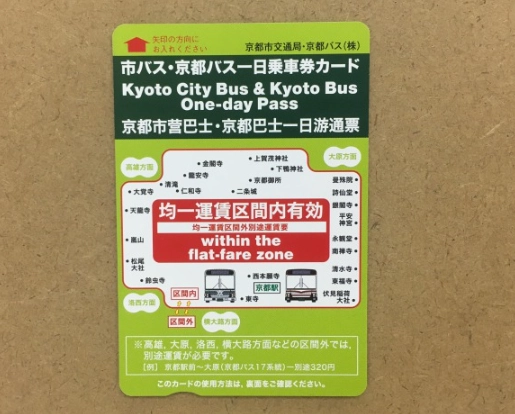 矢印の方向に
お入れください
京都市交通局・京都バス(株)
市バス・京都バス一日乗車券カード
Kyoto City Bus & Kyoto Bus
One-day Pass
京都市营巴士・京都巴士一日游通票
高雄方面
大原方面
・金閣寺
・上賀茂神社
・下鴨神社
・龍安寺
・京都御所
・清滝
・大覚寺
・仁和寺
・二条城
曼殊院・
詩仙堂・
銀閣寺・
平安・
神宮
永観堂・
南禅寺・
清水寺・
東福寺・
伏見稲荷・
大社
・天龍寺
・嵐山
・松尾
大社
・鈴虫寺
均一運賃区間内有効
均一運賃区間外別途運賃要
within the
flat-fare zone
・西本願寺
京都駅
・東寺
洛西方面
区間内
区間外
横大路方面
※高雄,大原,洛西,横大路方面などの区間外では,
別途運賃が必要です。
【例】 京都駅前〜大原(京都バス17系統)〜別途320円
このカードの使用方法は,裏面をご確認ください。